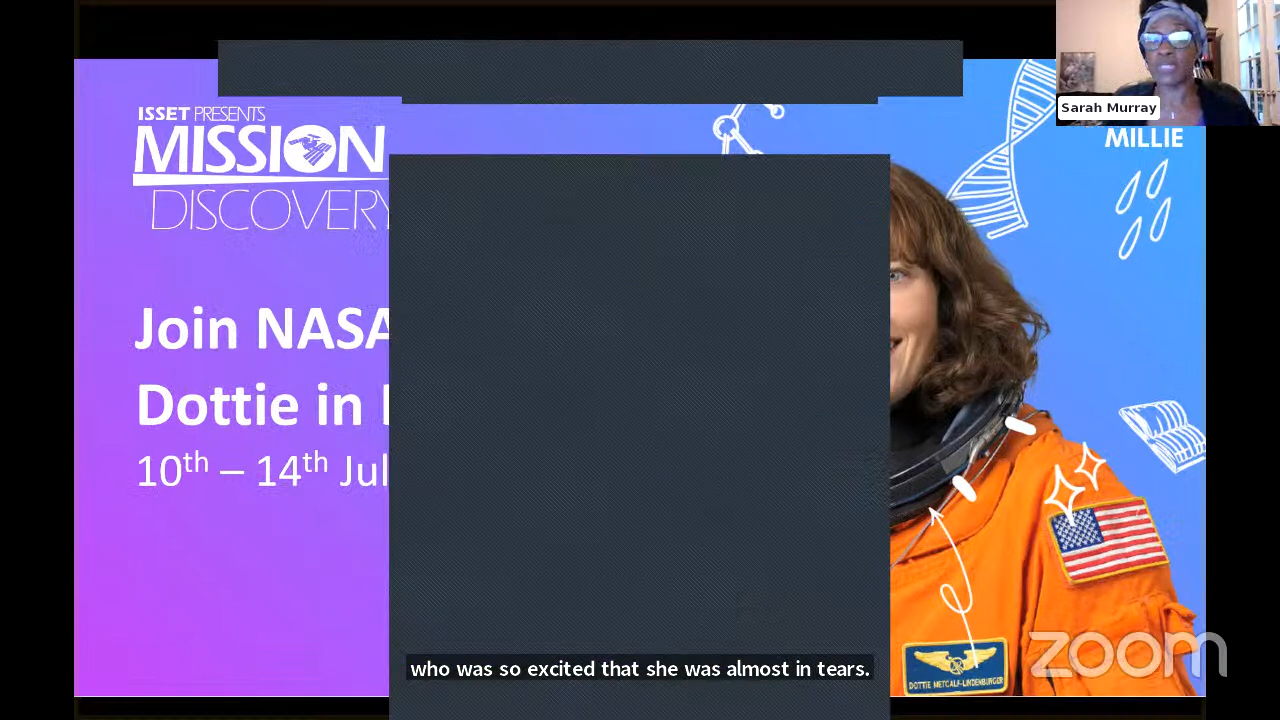 ISSET PRESENTS
MISSION
DISCOVERY
Join NASA
Dottie in
10th – 14th Jul
Sarah Murray
MILLIE
DOTTIE METCALF-LINDENBURGER
who was so excited that she was almost in tears.
zoom